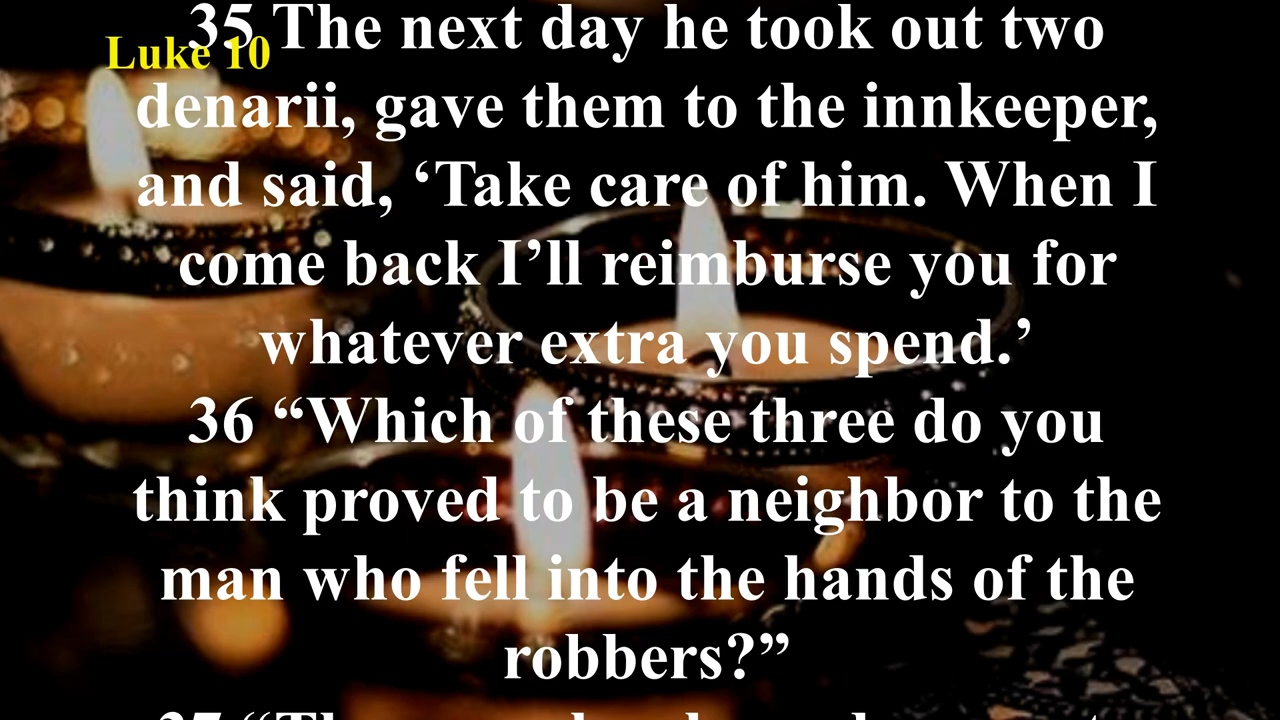 Luke 10
35 The next day he took out two
denarii, gave them to the innkeeper,
and said, ‘Take care of him. When I
come back I’ll reimburse you for
whatever extra you spend.’
36 “Which of these three do you
think proved to be a neighbor to the
man who fell into the hands of the
robbers?”
37